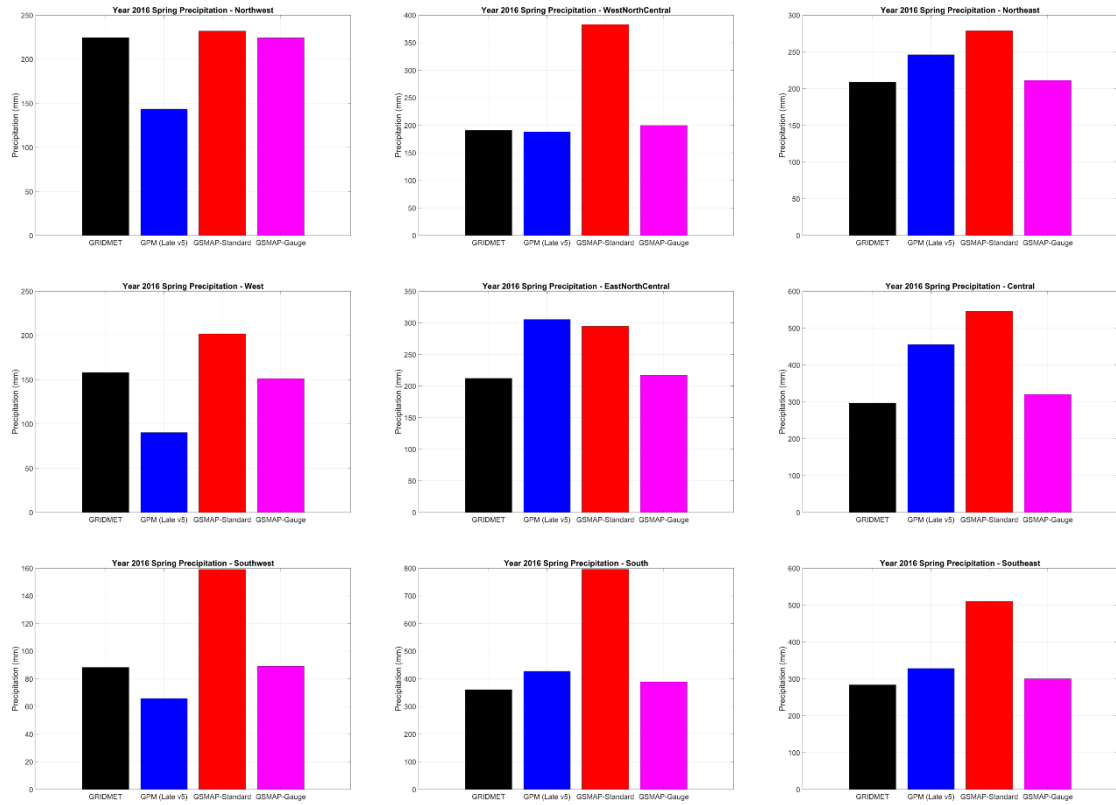 Year 2016 Spring Precipitation - Northwest
Precipitation (mm)
250
200
150
100
50
0
GRIDMET GPM (Late v5) GSMAP-Standard GSMAP-Gauge
Year 2016 Spring Precipitation - WestNorthCentral
Precipitation (mm)
400
350
300
250
200
150
100
50
0
GRIDMET GPM (Late v5) GSMAP-Standard GSMAP-Gauge
Year 2016 Spring Precipitation - Northeast
Precipitation (mm)
300
250
200
150
100
50
0
GRIDMET GPM (Late v5) GSMAP-Standard GSMAP-Gauge
Year 2016 Spring Precipitation - West
Precipitation (mm)
250
200
150
100
50
0
GRIDMET GPM (Late v5) GSMAP-Standard GSMAP-Gauge
Year 2016 Spring Precipitation - EastNorthCentral
Precipitation (mm)
350
300
250
200
150
100
50
0
GRIDMET GPM (Late v5) GSMAP-Standard GSMAP-Gauge
Year 2016 Spring Precipitation - Central
Precipitation (mm)
600
500
400
300
200
100
0
GRIDMET GPM (Late v5) GSMAP-Standard GSMAP-Gauge
Year 2016 Spring Precipitation - Southwest
Precipitation (mm)
160
140
120
100
80
60
40
20
0
GRIDMET GPM (Late v5) GSMAP-Standard GSMAP-Gauge
Year 2016 Spring Precipitation - South
Precipitation (mm)
800
700
600
500
400
300
200
100
0
GRIDMET GPM (Late v5) GSMAP-Standard GSMAP-Gauge
Year 2016 Spring Precipitation - Southeast
Precipitation (mm)
600
500
400
300
200
100
0
GRIDMET GPM (Late v5) GSMAP-Standard GSMAP-Gauge